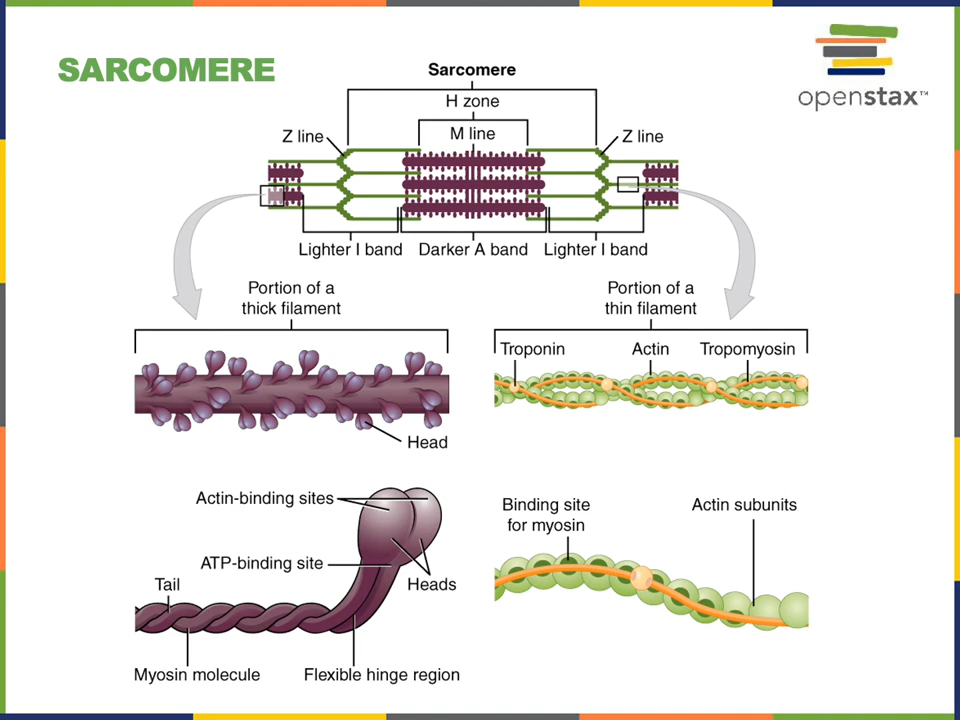 SARCOMERE
openstax™
Sarcomere
H zone
M line
Z line
Z line
Lighter I band
Darker A band
Lighter I band
Portion of a
thick filament
Portion of a
thin filament
Troponin
Actin
Tropomyosin
Head
Actin-binding sites
ATP-binding site
Heads
Tail
Myosin molecule
Flexible hinge region
Binding site
for myosin
Actin subunits